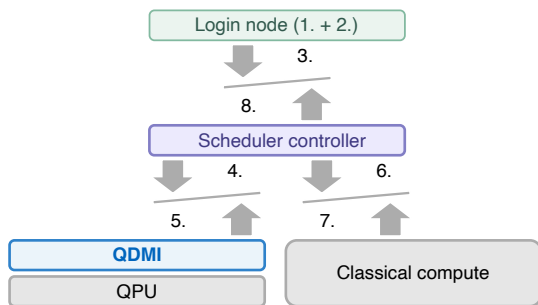 Login node (1. + 2.)
3.
8.
Scheduler controller
4. 6.
5. 7.
QDMI
Classical compute
QPU